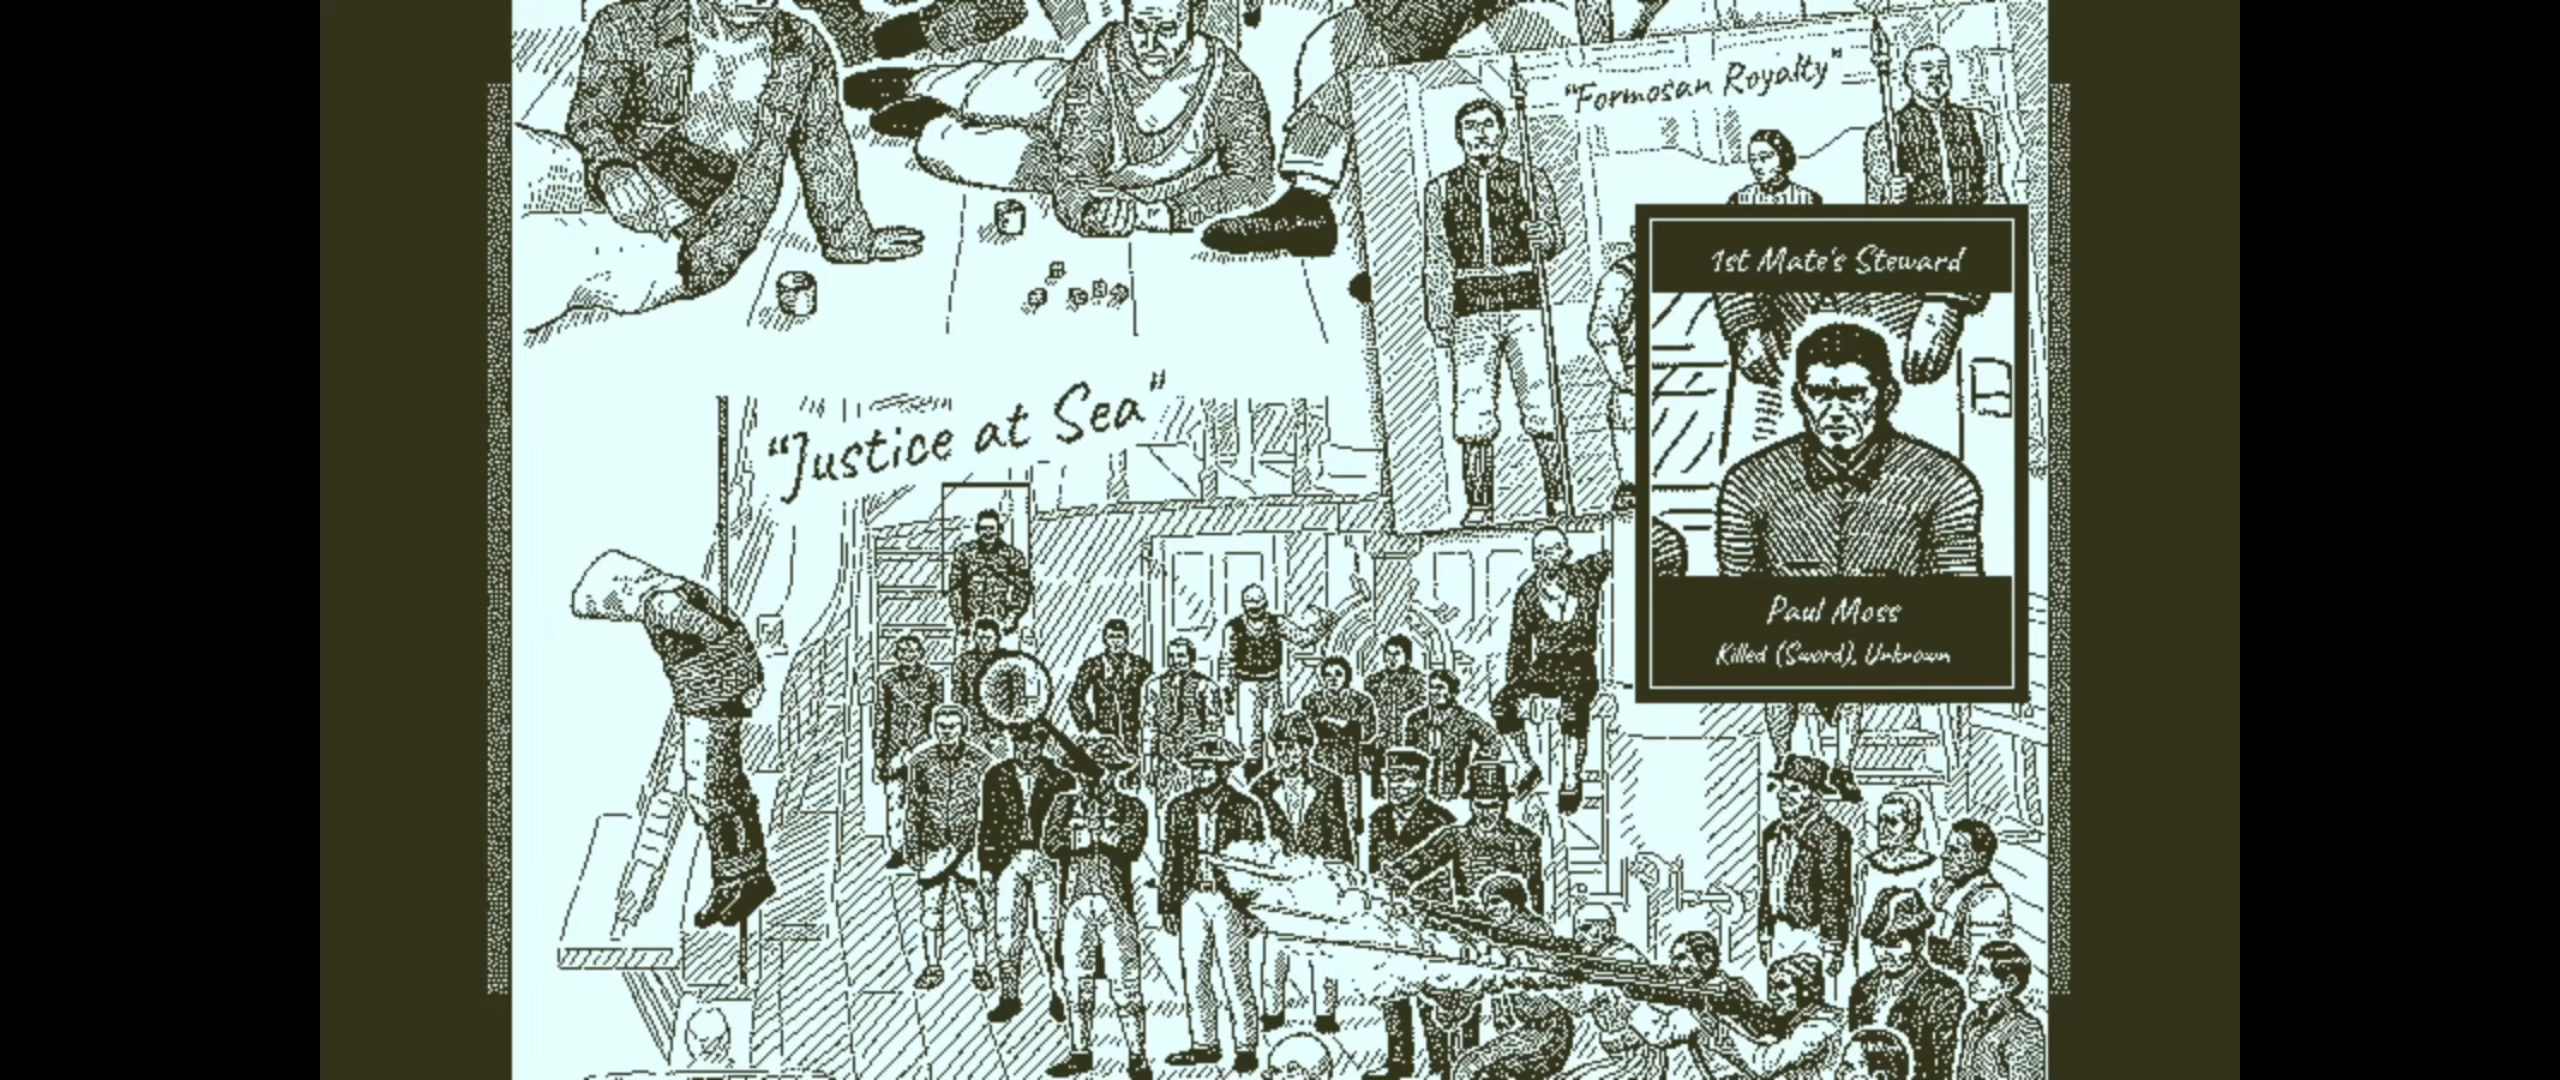 "Formosan Royalty"
1st Mate's Steward
"Justice at Sea"
Paul Moss
Killed (Sword), Unknown